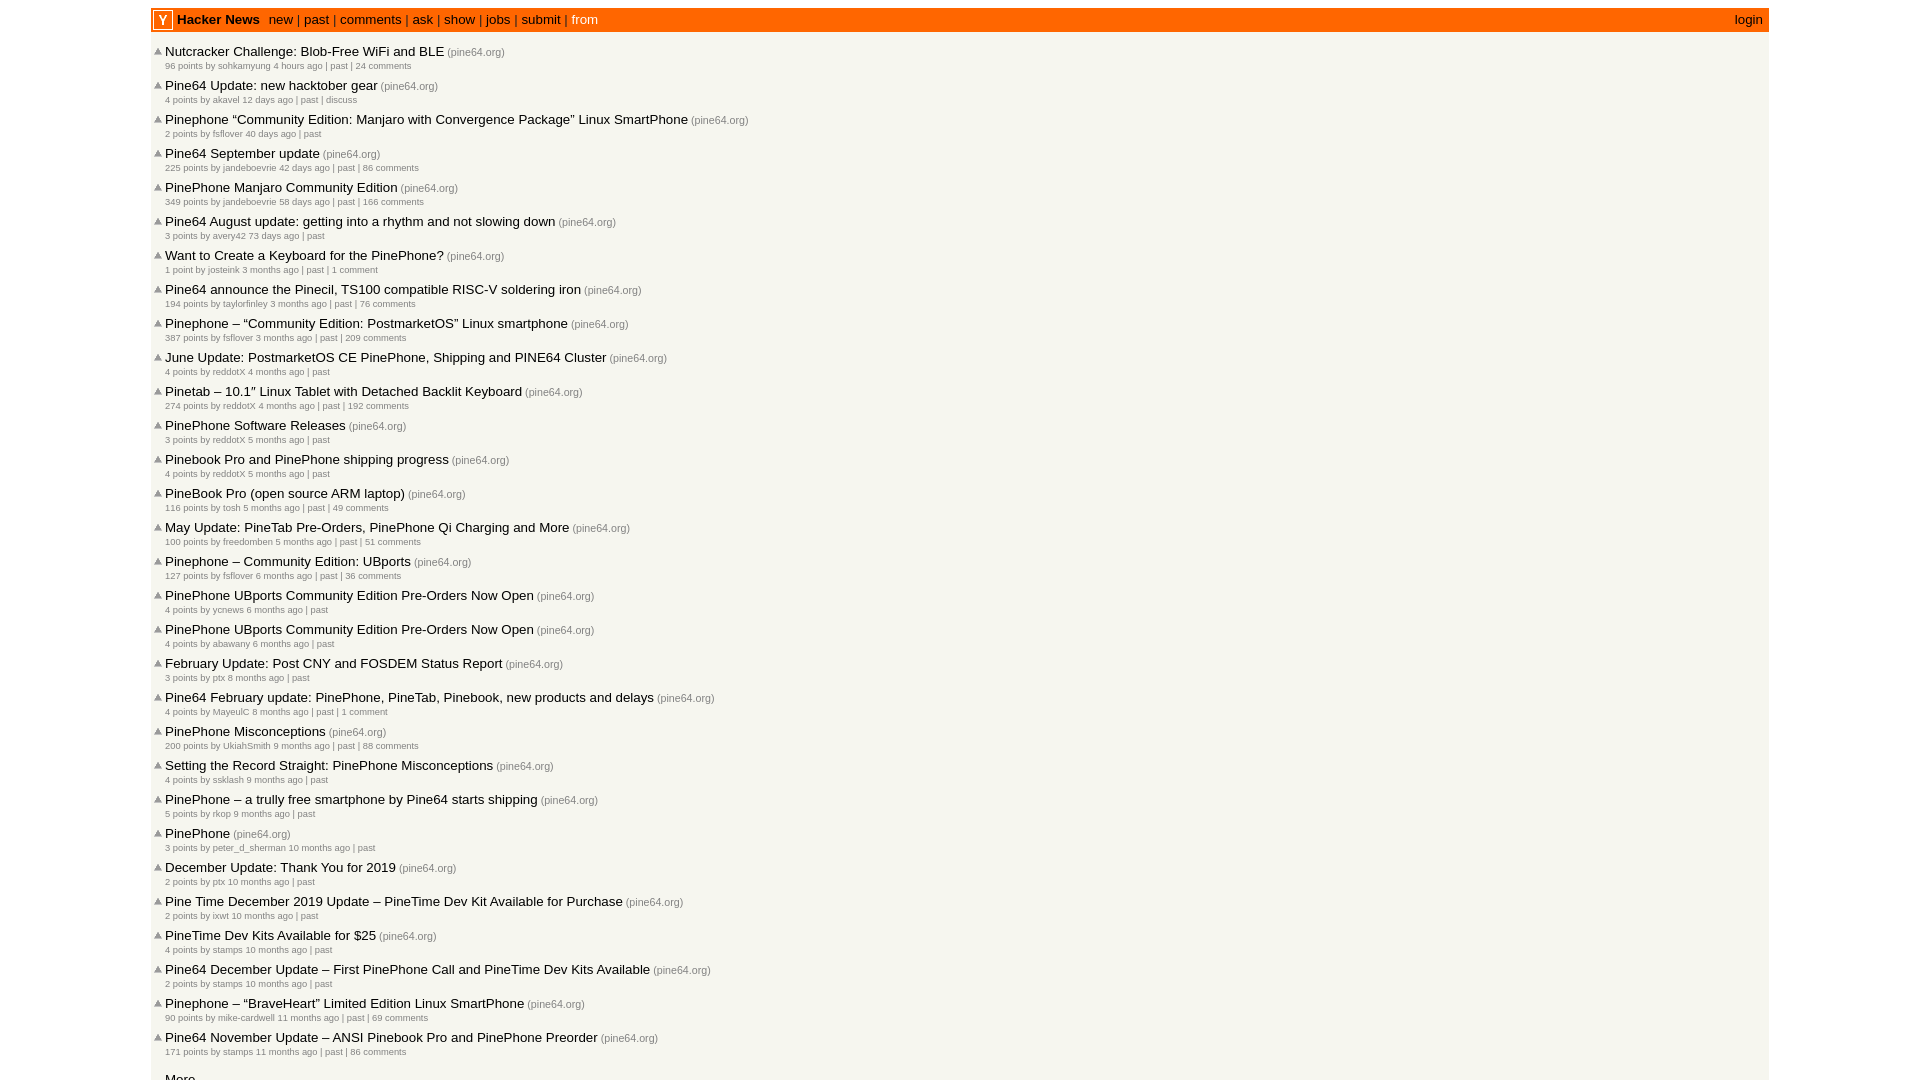 Y Hacker News new | past | comments | ask | show | jobs | submit | from login
Nutcracker Challenge: Blob-Free WiFi and BLE (pine64.org)
96 points by sohkamyung 4 hours ago | past | 24 comments
Pine64 Update: new hacktober gear (pine64.org)
4 points by akavel 12 days ago | past | discuss
Pinephone “Community Edition: Manjaro with Convergence Package” Linux SmartPhone (pine64.org)
2 points by fsflover 40 days ago | past
Pine64 September update (pine64.org)
225 points by jandeboevrie 42 days ago | past | 86 comments
PinePhone Manjaro Community Edition (pine64.org)
349 points by jandeboevrie 58 days ago | past | 166 comments
Pine64 August update: getting into a rhythm and not slowing down (pine64.org)
3 points by avery42 73 days ago | past
Want to Create a Keyboard for the PinePhone? (pine64.org)
1 point by josteink 3 months ago | past | 1 comment
Pine64 announce the Pinecil, TS100 compatible RISC-V soldering iron (pine64.org)
194 points by taylorfinley 3 months ago | past | 76 comments
Pinephone – “Community Edition: PostmarketOS” Linux smartphone (pine64.org)
387 points by fsflover 3 months ago | past | 209 comments
June Update: PostmarketOS CE PinePhone, Shipping and PINE64 Cluster (pine64.org)
4 points by reddotX 4 months ago | past
Pinetab – 10.1″ Linux Tablet with Detached Backlit Keyboard (pine64.org)
274 points by reddotX 4 months ago | past | 192 comments
PinePhone Software Releases (pine64.org)
3 points by reddotX 5 months ago | past
Pinebook Pro and PinePhone shipping progress (pine64.org)
4 points by reddotX 5 months ago | past
PineBook Pro (open source ARM laptop) (pine64.org)
116 points by tosh 5 months ago | past | 49 comments
May Update: PineTab Pre-Orders, PinePhone Qi Charging and More (pine64.org)
100 points by freedomben 5 months ago | past | 51 comments
Pinephone – Community Edition: UBports (pine64.org)
127 points by fsflover 6 months ago | past | 36 comments
PinePhone UBports Community Edition Pre-Orders Now Open (pine64.org)
4 points by ycnews 6 months ago | past
PinePhone UBports Community Edition Pre-Orders Now Open (pine64.org)
4 points by abawany 6 months ago | past
February Update: Post CNY and FOSDEM Status Report (pine64.org)
3 points by ptx 8 months ago | past
Pine64 February update: PinePhone, PineTab, Pinebook, new products and delays (pine64.org)
4 points by MayeulC 8 months ago | past | 1 comment
PinePhone Misconceptions (pine64.org)
200 points by UkiahSmith 9 months ago | past | 88 comments
Setting the Record Straight: PinePhone Misconceptions (pine64.org)
4 points by ssklash 9 months ago | past
PinePhone – a trully free smartphone by Pine64 starts shipping (pine64.org)
5 points by rkop 9 months ago | past
PinePhone (pine64.org)
3 points by peter_d_sherman 10 months ago | past
December Update: Thank You for 2019 (pine64.org)
2 points by ptx 10 months ago | past
Pine Time December 2019 Update – PineTime Dev Kit Available for Purchase (pine64.org)
2 points by ixwt 10 months ago | past
PineTime Dev Kits Available for $25 (pine64.org)
4 points by stamps 10 months ago | past
Pine64 December Update – First PinePhone Call and PineTime Dev Kits Available (pine64.org)
2 points by stamps 10 months ago | past
Pinephone – “BraveHeart” Limited Edition Linux SmartPhone (pine64.org)
90 points by mike-cardwell 11 months ago | past | 69 comments
Pine64 November Update – ANSI Pinebook Pro and PinePhone Preorder (pine64.org)
171 points by stamps 11 months ago | past | 86 comments
More